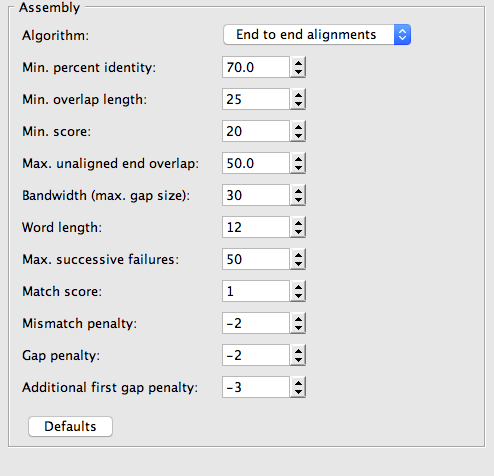 Assembly
Algorithm: End to end alignments
Min. percent identity: 70.0
Min. overlap length: 25
Min. score: 20
Max. unaligned end overlap: 50.0
Bandwidth (max. gap size): 30
Word length: 12
Max. successive failures: 50
Match score: 1
Mismatch penalty: -2
Gap penalty: -2
Additional first gap penalty: -3
Defaults